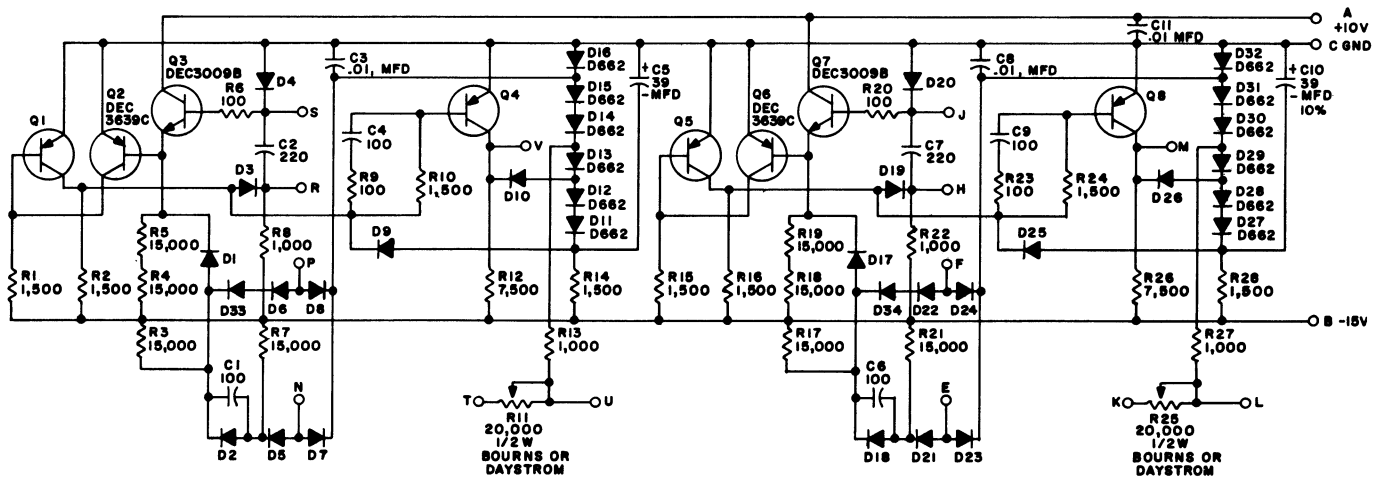 A
+10V
C11
.01 MFD
C GND
Q3
DEC3009B
R6
100
D4
S
C3
.01, MFD
Q4
D16
D662
D15
D662
D14
D662
D13
D662
D12
D662
D11
D662
+
C5
39
-MFD
Q1
Q2
DEC
3639C
C2
220
D3
R
C4
100
R9
100
R10
1,500
V
D10
D9
R5
15,000
R4
15,000
R3
15,000
D1
R8
1,000
P
D33
D6
D8
R1
1,500
R2
1,500
R7
15,000
R12
7,500
R14
1,500
R13
1,000
C1
100
N
D2
D5
D7
T
U
R11
20,000
1/2W
BOURNS OR
DAYSTROM
Q7
DEC3009B
R20
100
D20
J
C8
.01, MFD
Q8
D32
D662
D31
D662
D30
D662
D29
D662
D28
D662
D27
D662
+
C10
39
- MFD
10%
Q5
Q6
DEC
3639C
C7
220
D19
H
C9
100
R23
100
R24
1,500
M
D26
D25
R19
15,000
R18
15,000
R17
15,000
D17
R22
1,000
F
D34
D22
D24
R15
1,500
R16
1,500
R21
15,000
R26
7,500
R28
1,500
B -15V
R27
1,000
C6
100
E
D18
D21
D23
K
L
R25
20,000
1/2W
BOURNS OR
DAYSTROM